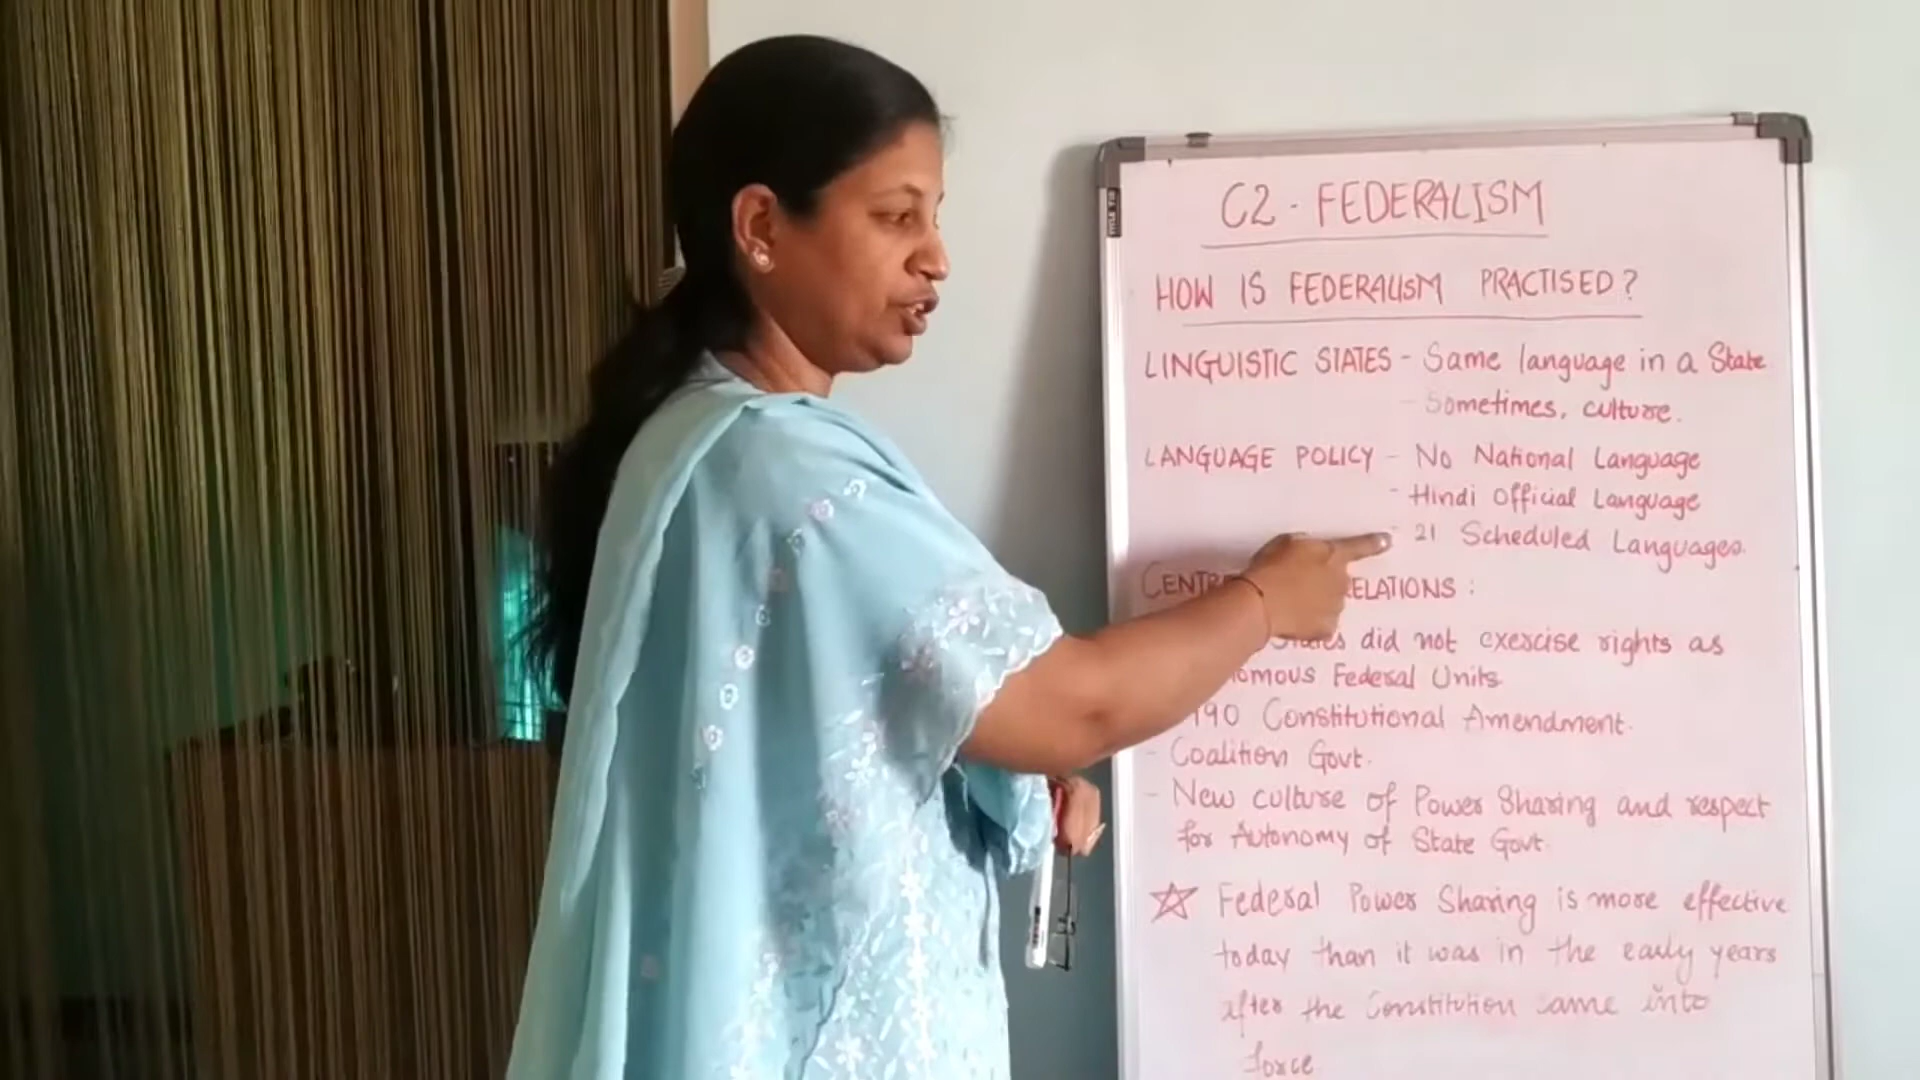 C2 - FEDERALISM
HOW IS FEDERALISM PRACTISED?
LINGUISTIC STATES - Same language in a State
- Sometimes, culture.
LANGUAGE POLICY - No National Language
- Hindi Official Language
- 21 Scheduled Languages.
RELATIONS :
States did not exercise rights as
Federal Units
Constitutional Amendment.
- Coalition Govt.
- New culture of Power Sharing and respect
for Autonomy of State Govt.
☆ Federal Power Sharing is more effective
today than it was in the early years
after the Constitution came into
force